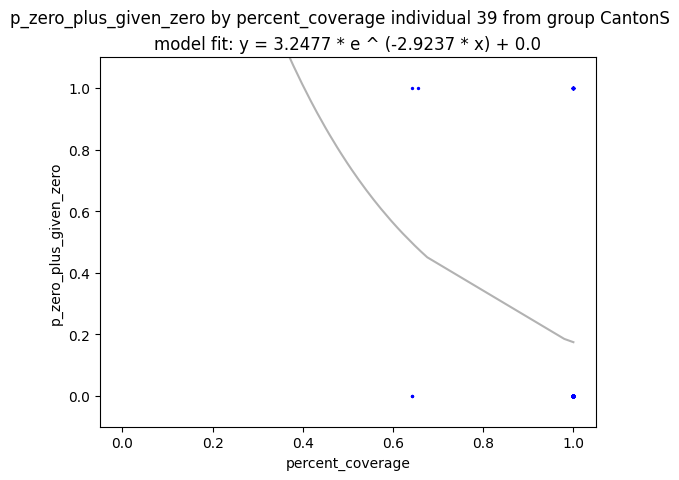 p_zero_plus_given_zero by percent_coverage individual 39 from group CantonS
model fit: y = 3.2477 * e ^ (-2.9237 * x) + 0.0
1.0
0.8
0.6
0.4
0.2
0.0
p_zero_plus_given_zero
0.0 0.2 0.4 0.6 0.8 1.0
percent_coverage